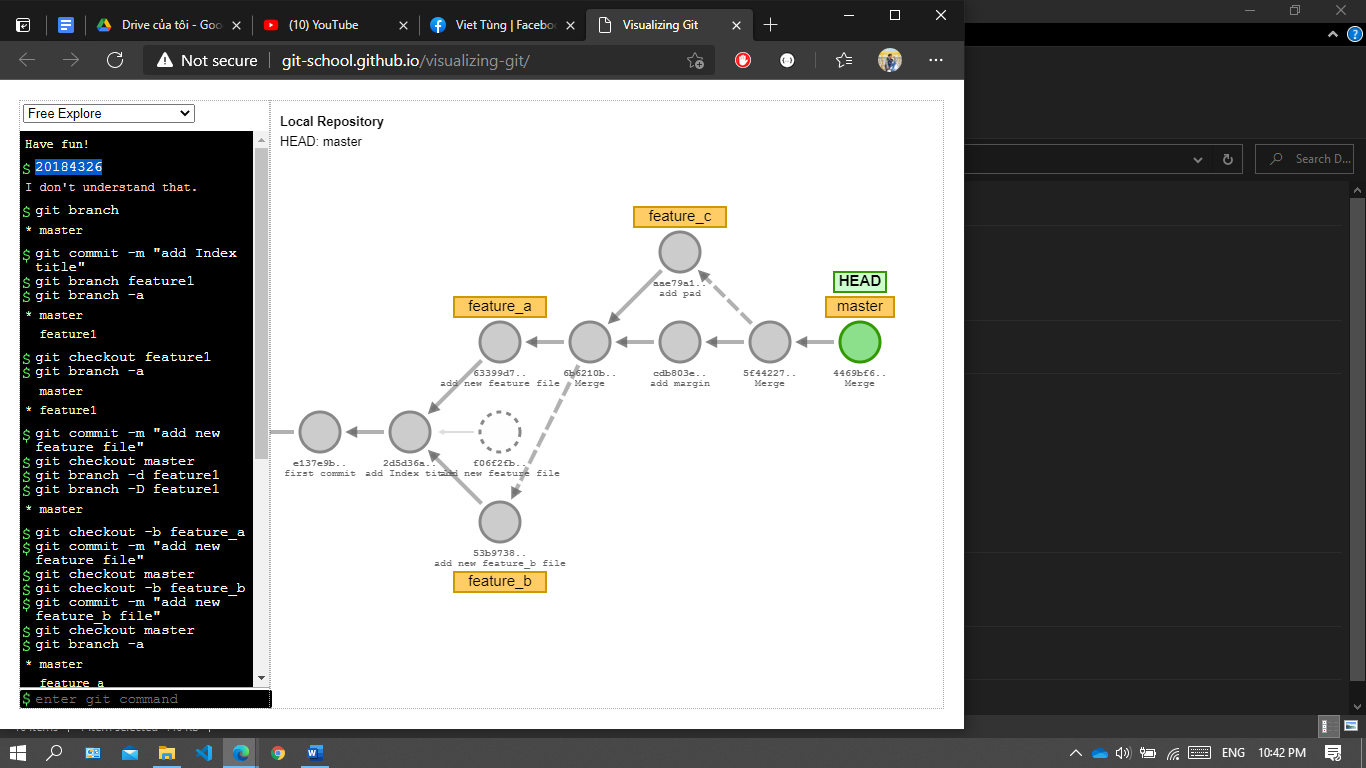 Drive của tôi - Goo
(10) YouTube
Viet Tùng | Facebo
Visualizing Git
Not secure
git-school.github.io/visualizing-git/
Free Explore
Have fun!
$ 20184326
I don't understand that.
$ git branch
* master
$ git commit -m "add Index
title"
$ git branch feature1
$ git branch -a
* master
feature1
$ git checkout feature1
$ git branch -a
master
* feature1
$ git commit -m "add new
feature file"
$ git checkout master
$ git branch -d feature1
$ git branch -D feature1
* master
$ git checkout -b feature_a
$ git commit -m "add new
feature file"
$ git checkout master
$ git checkout -b feature_b
$ git commit -m "add new
feature_b file"
$ git checkout master
$ git branch -a
* master
feature_a
$ enter git command
Local Repository
HEAD: master
feature_c
aae79a1..
add pad
HEAD
feature_a
master
63399d7..
add new feature file
6b6210b..
Merge
cdb803e..
add margin
5f44227..
Merge
4469bf6..
Merge
e137e9b..
first commit
2d5d36a..
add Index title
f06f2fb..
add new feature file
53b9738..
add new feature_b file
feature_b
Search D...
ENG
10:42 PM